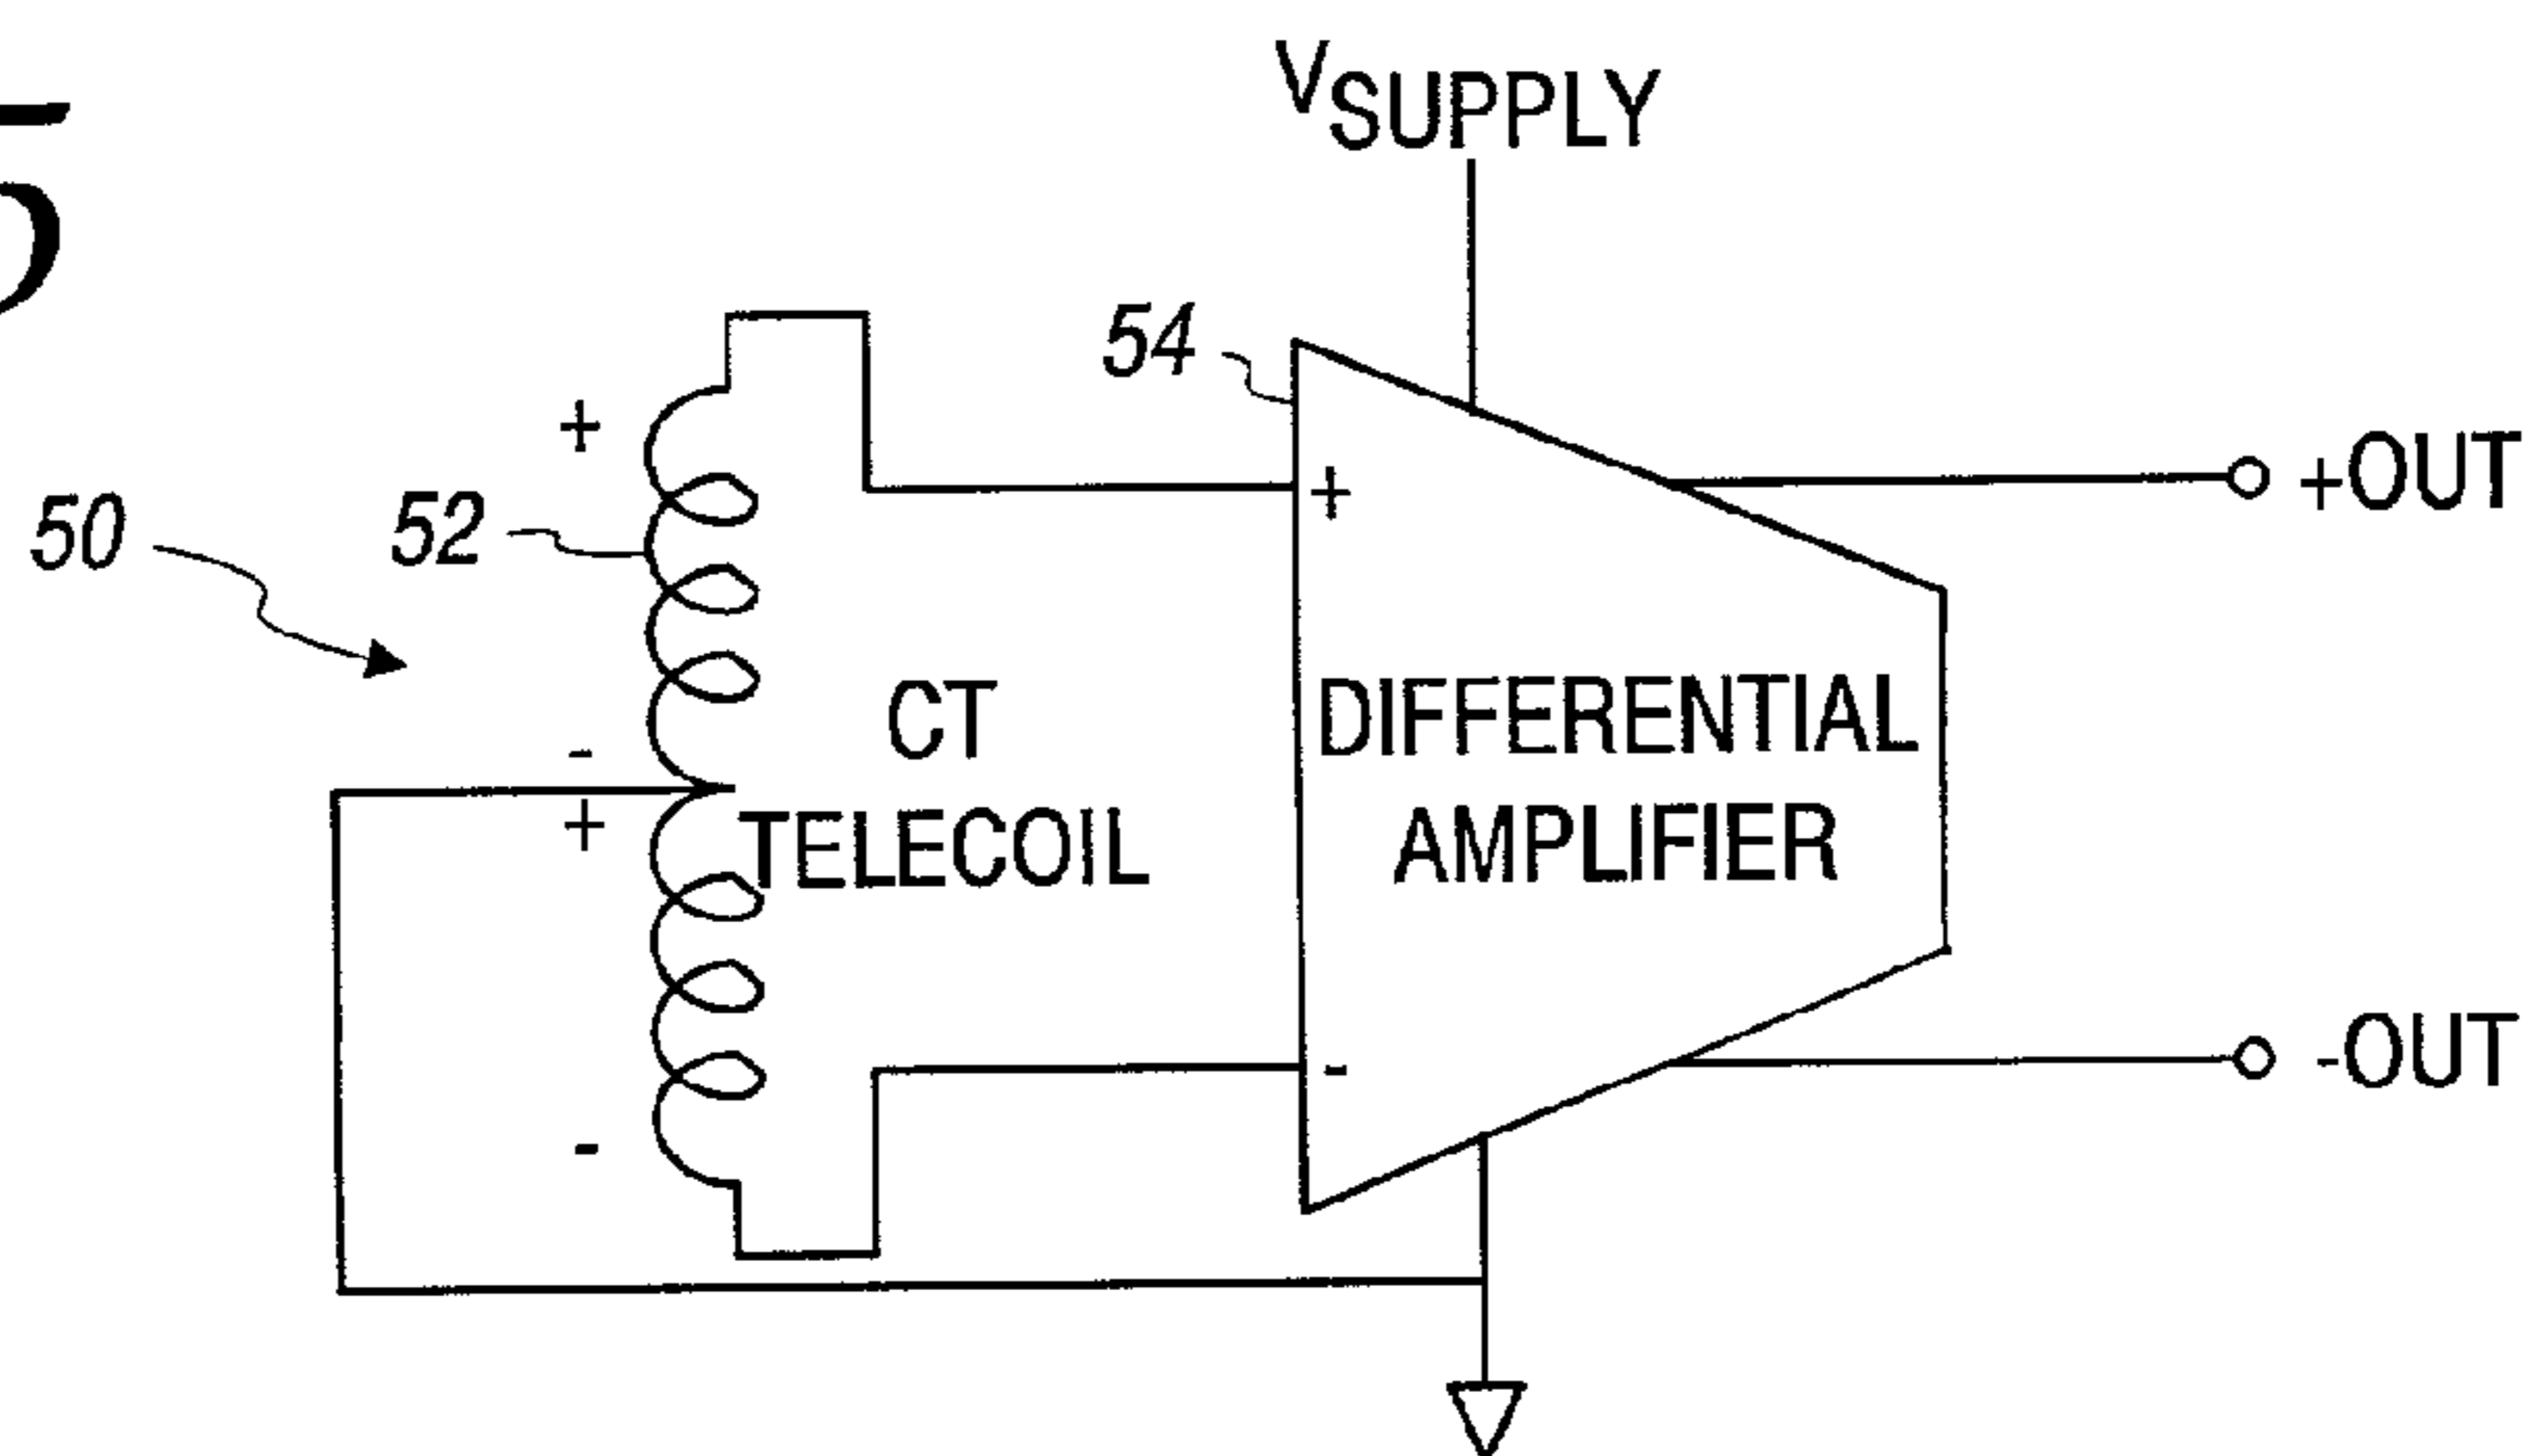 5
VSUPPLY
54
+
+
+OUT
50
52
CT
TELECOIL
DIFFERENTIAL
AMPLIFIER
-
+
-
-
-OUT